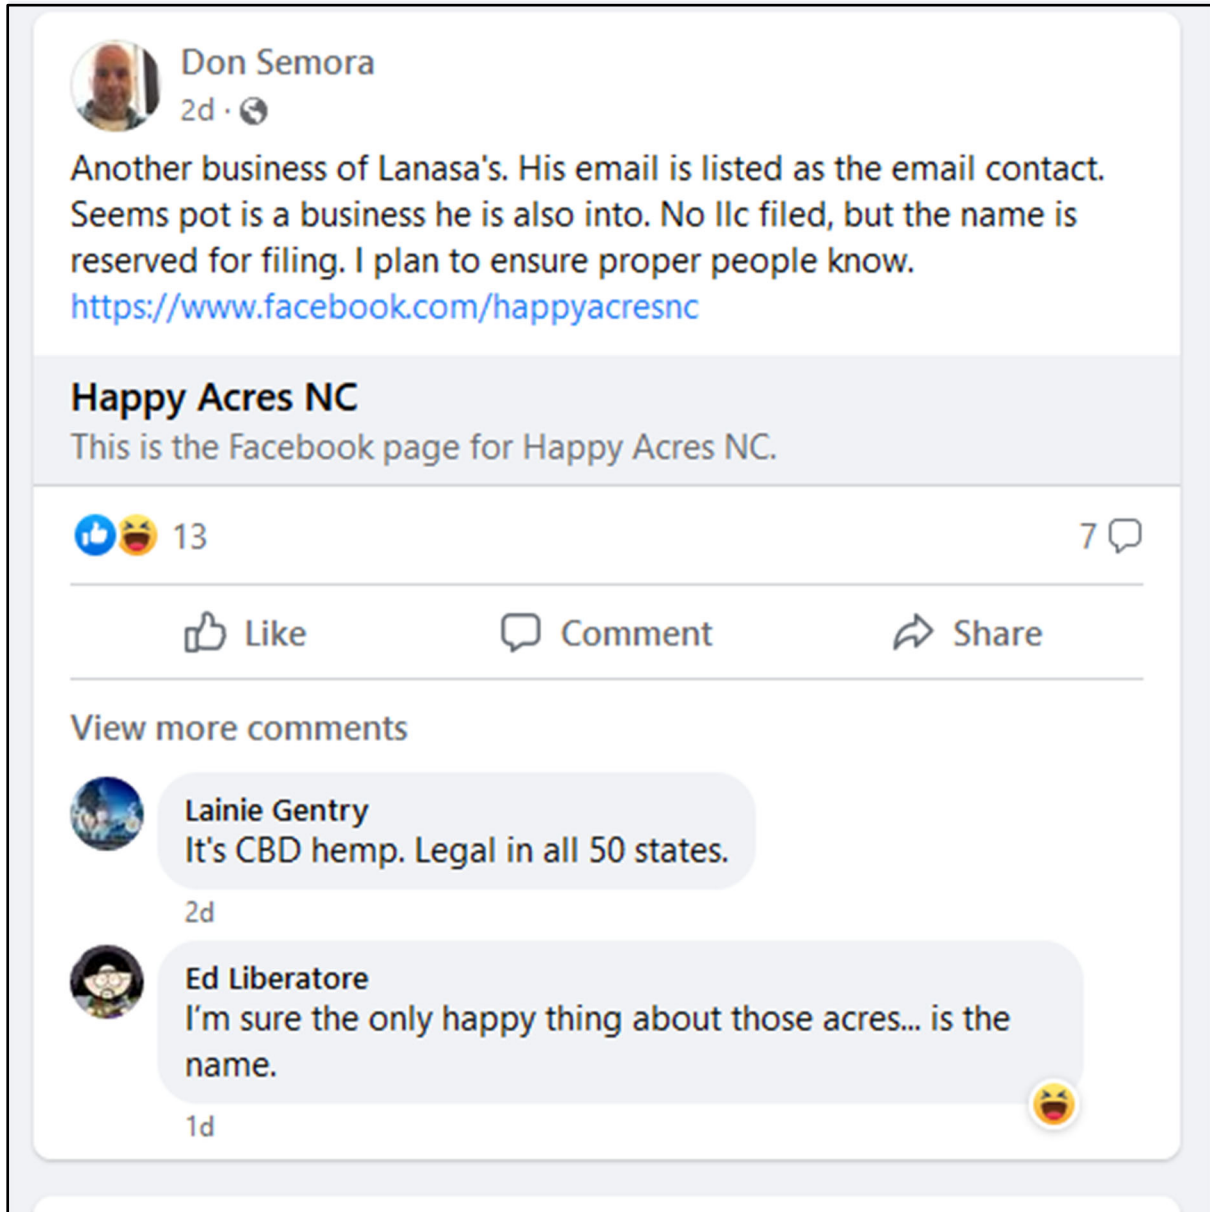 Don Semora
2d ·
Another business of Lanasa's. His email is listed as the email contact.
Seems pot is a business he is also into. No llc filed, but the name is
reserved for filing. I plan to ensure proper people know.
https://www.facebook.com/happyacresnc
Happy Acres NC
This is the Facebook page for Happy Acres NC.
13 7
Like Comment Share
View more comments
Lainie Gentry
It's CBD hemp. Legal in all 50 states.
2d
Ed Liberatore
I'm sure the only happy thing about those acres... is the
name.
1d